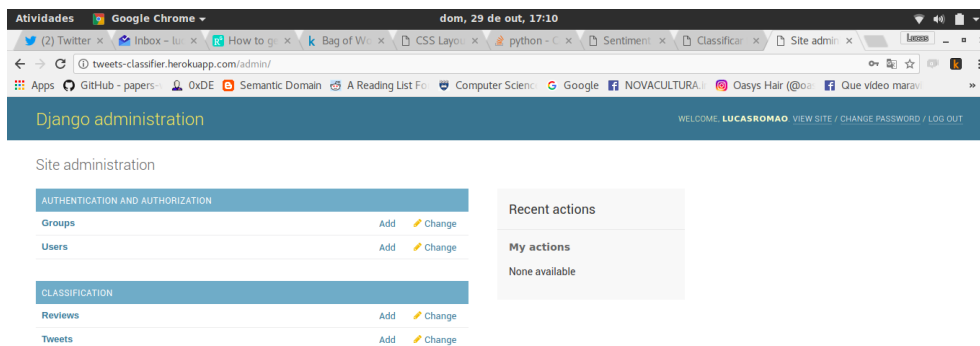 Atividades Google Chrome dom, 29 de out, 17:10
(2) Twitter Inbox – lu How to g Bag of Wo CSS Layou python - Sentiment Classificar Site admin Lucas
tweets-classifier.herokuapp.com/admin/
Apps GitHub - papers- 0xDE Semantic Domain A Reading List Fo Computer Scienc Google NOVACULTURA.i Oasys Hair (@oa Que vídeo marav »
Django administration WELCOME, LUCASROMAO. VIEW SITE / CHANGE PASSWORD / LOG OUT
Site administration
AUTHENTICATION AND AUTHORIZATION
Groups Add Change
Users Add Change
CLASSIFICATION
Reviews Add Change
Tweets Add Change
Recent actions
My actions
None available